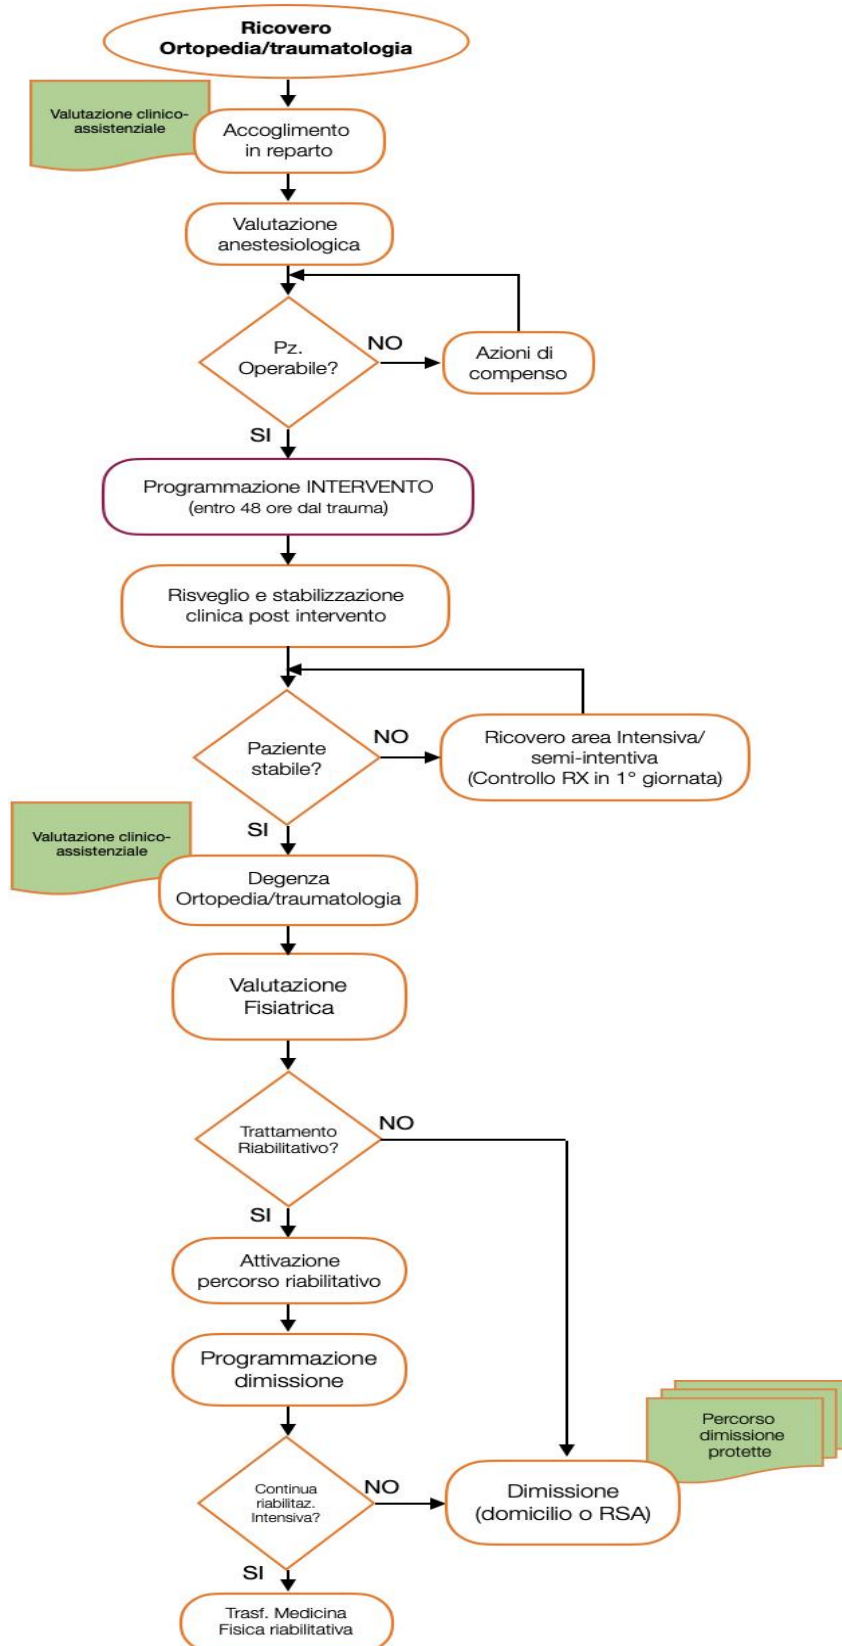 Ricovero
Ortopedia/traumatologia
Valutazione clinico-
assistenziale
Accoglimento
in reparto
Valutazione
anestesiologica
Pz.
Operabile?
NO
Azioni di
compenso
SI
Programmazione INTERVENTO
(entro 48 ore dal trauma)
Risveglio e stabilizzazione
clinica post intervento
Paziente
stabile?
NO
Ricovero area Intensiva/
semi-intentiva
(Controllo RX in 1° giornata)
SI
Valutazione clinico-
assistenziale
Degenza
Ortopedia/traumatologia
Valutazione
Fisiatrica
Trattamento
Riabilitativo?
NO
SI
Attivazione
percorso riabilitativo
Programmazione
dimissione
Percorso
dimissione
protette
Continua
riabilitaz.
Intensiva?
NO
Dimissione
(domicilio o RSA)
SI
Trasf. Medicina
Fisica riabilitativa